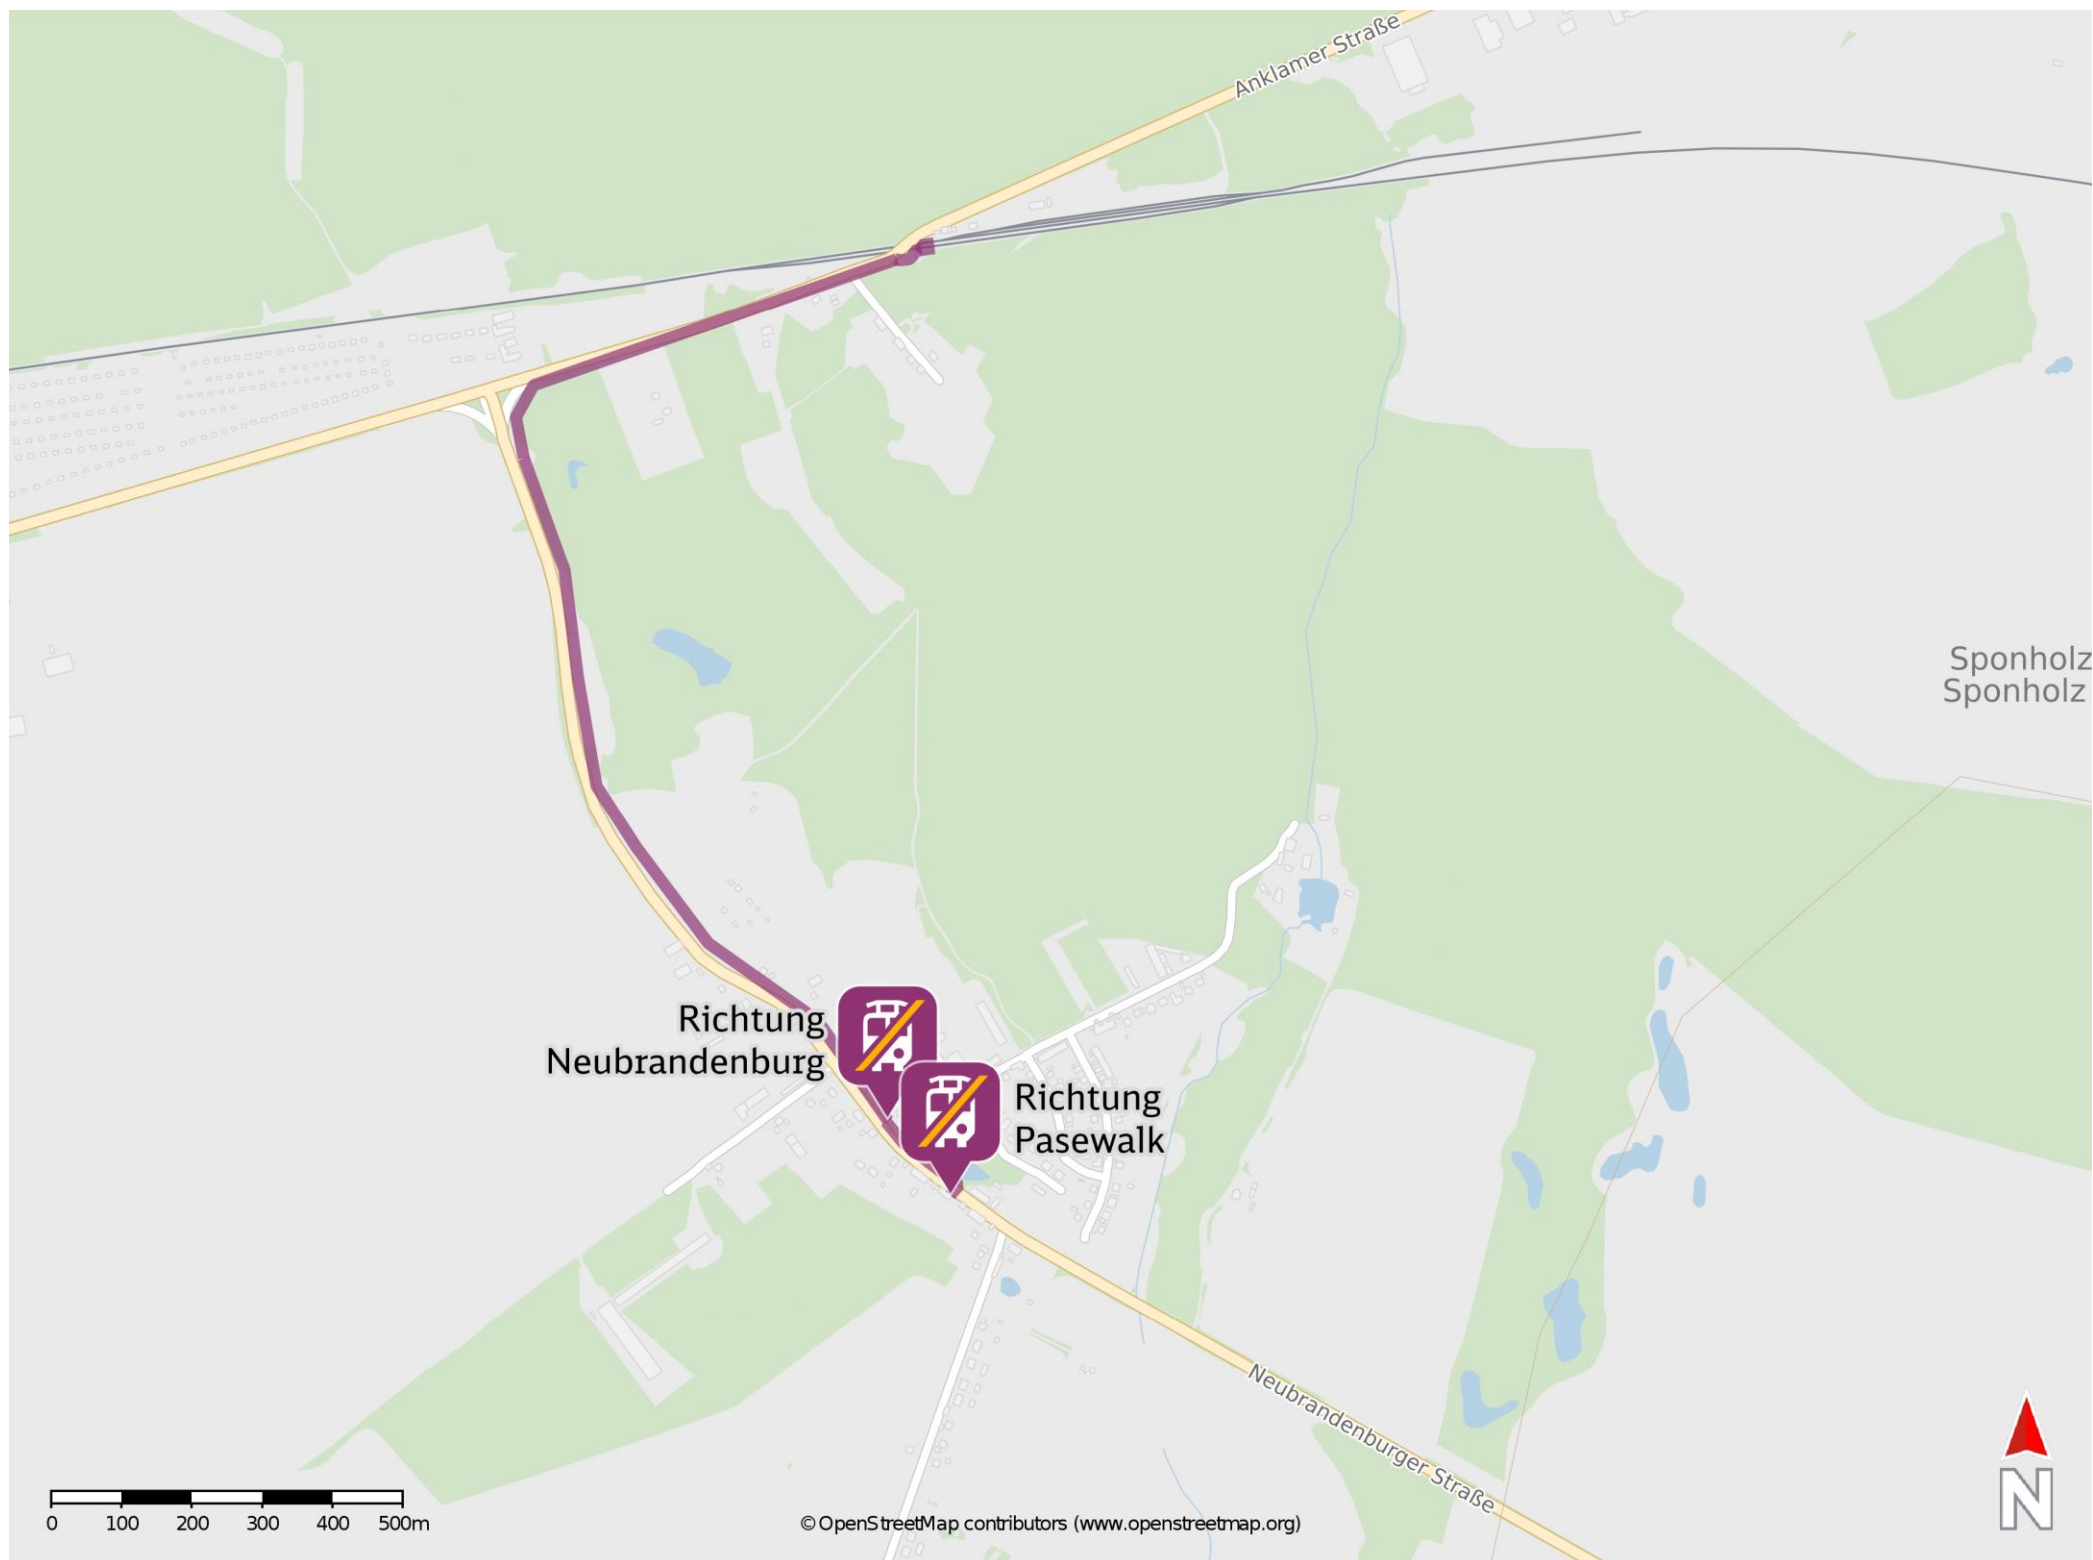 Anklamer Straße
Sponholz
Sponholz
Richtung
Neubrandenburg
Richtung
Pasewalk
Neubrandenburger Straße
N
0 100 200 300 400 500m
© OpenStreetMap contributors (www.openstreetmap.org)